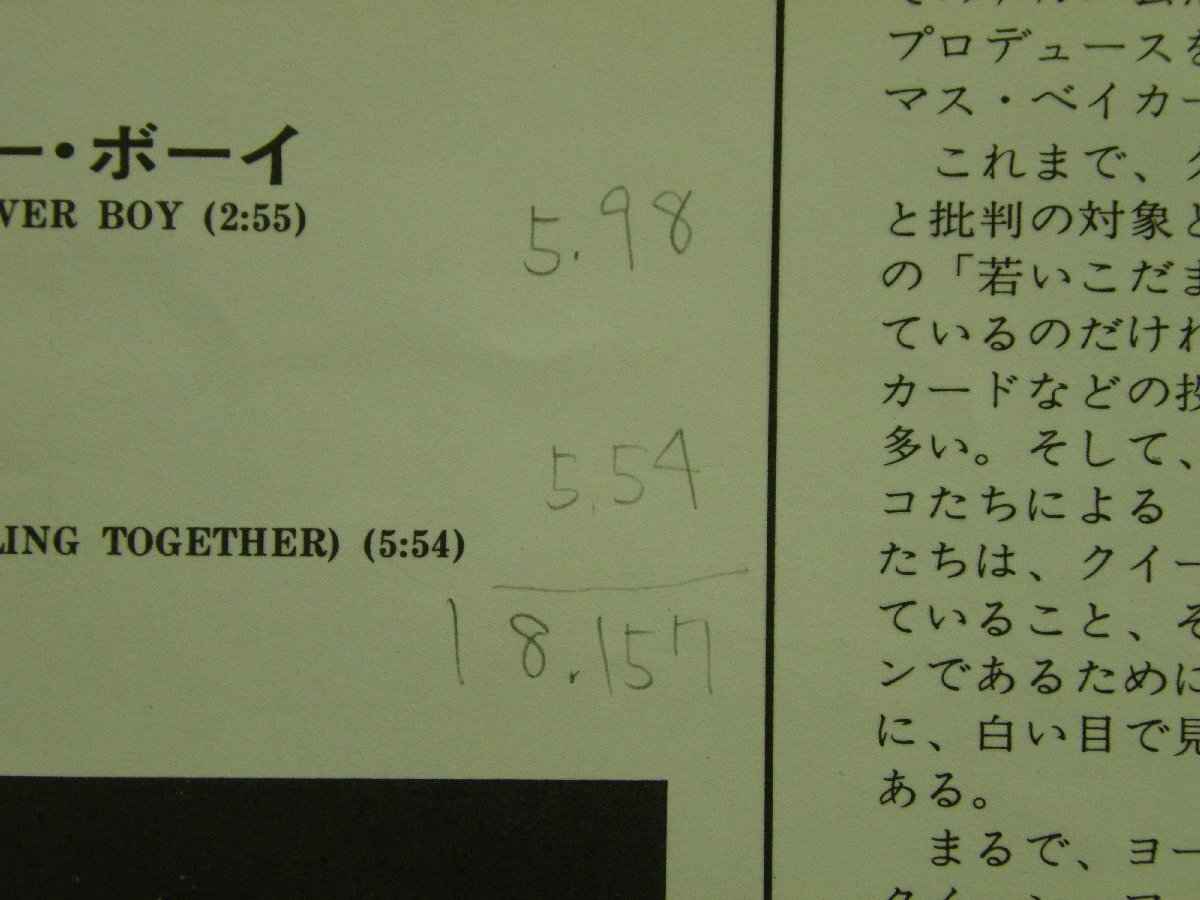 ー・ボーイ
VER BOY (2:55)
5.98
5.54
LING TOGETHER) (5:54)
18.157
プロデュースを
マス・ベイカー
これまで、ク
と批判の対象と
の「若いこだま
ているのだけれ
カードなどの投
多い。そして、
コたちによる
たちは、クイー
ていること、そ
ンであるために
に、白い目で見
ある。
まるで、ヨー